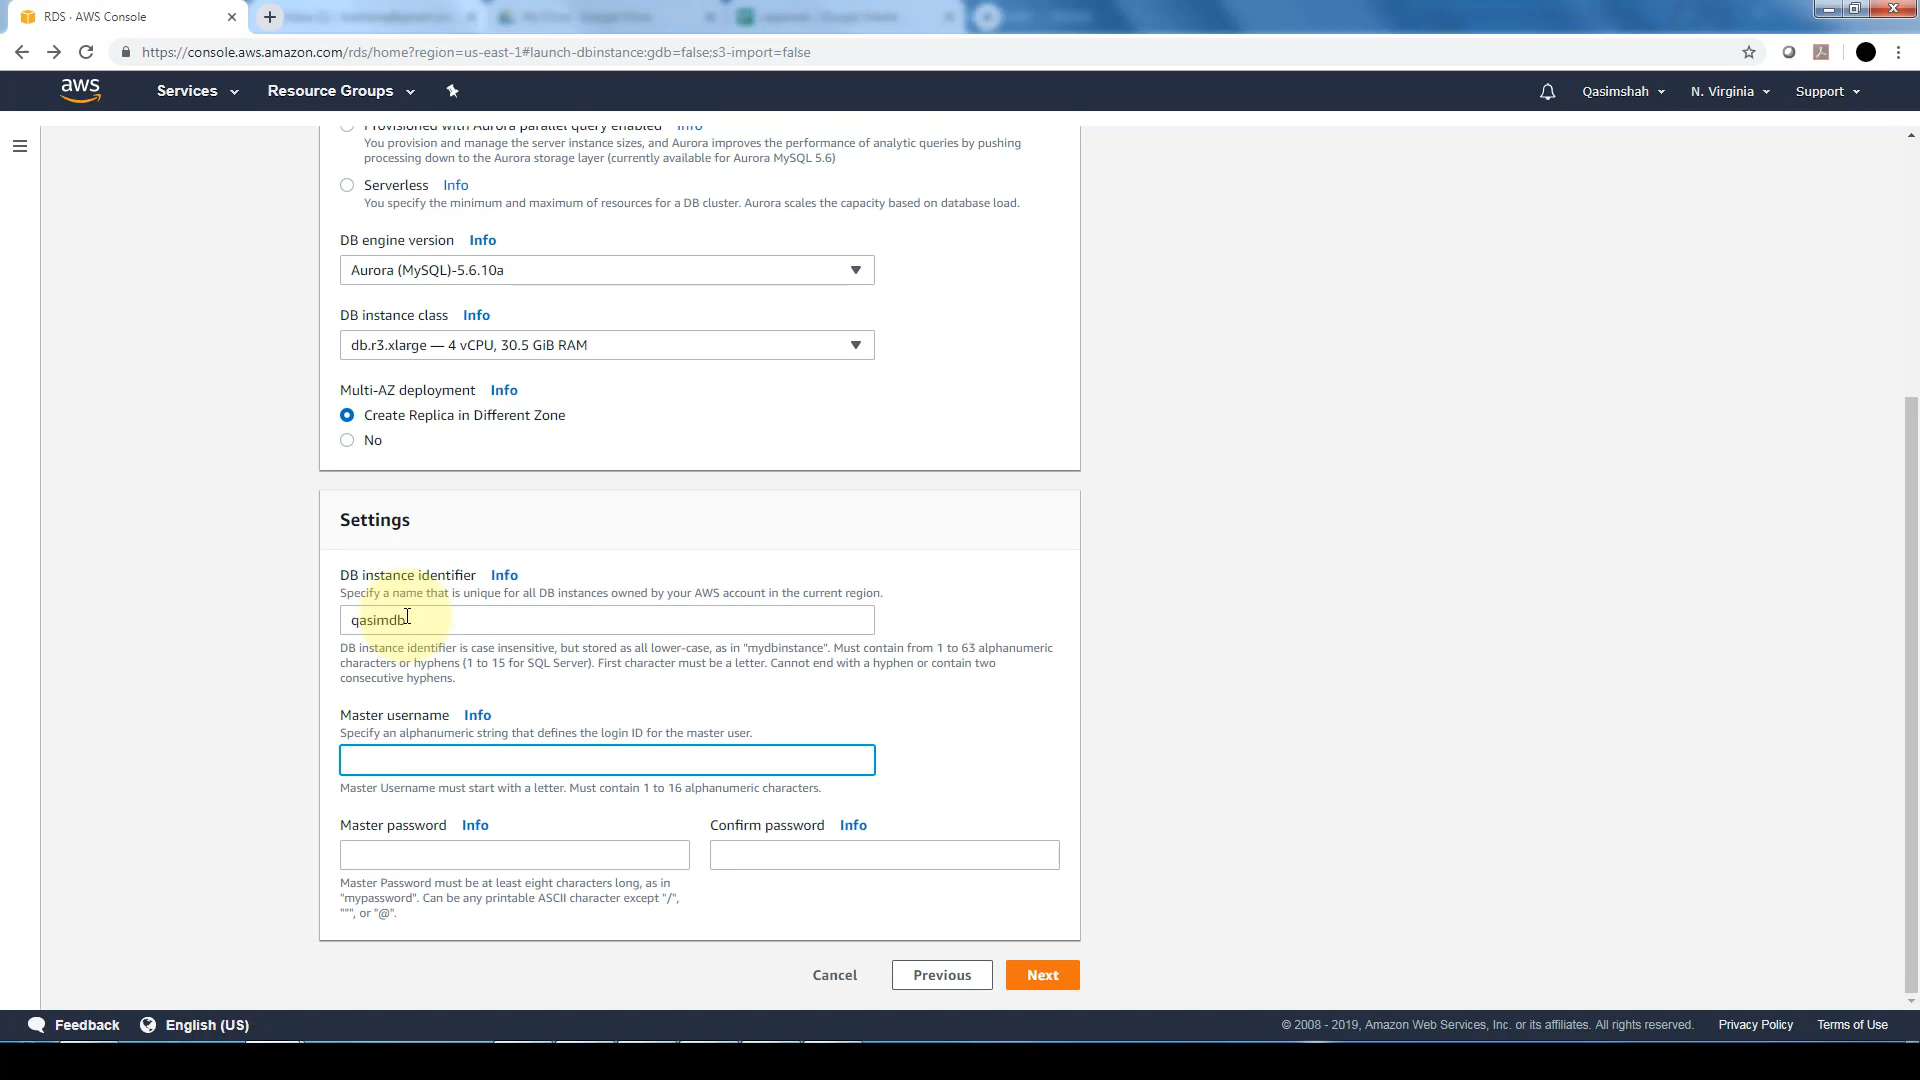 RDS · AWS Console
https://console.aws.amazon.com/rds/home?region=us-east-1#launch-dbinstance;gdb=false;s3-import=false
aws Services Resource Groups Qasimshah N. Virginia Support
Provisioned with Aurora parallel query enabled Info
You provision and manage the server instance sizes, and Aurora improves the performance of analytic queries by pushing
processing down to the Aurora storage layer (currently available for Aurora MySQL 5.6)
Serverless Info
You specify the minimum and maximum of resources for a DB cluster. Aurora scales the capacity based on database load.
DB engine version Info
Aurora (MySQL)-5.6.10a
DB instance class Info
db.r3.xlarge — 4 vCPU, 30.5 GiB RAM
Multi-AZ deployment Info
Create Replica in Different Zone
No
Settings
DB instance identifier Info
Specify a name that is unique for all DB instances owned by your AWS account in the current region.
qasimdb
DB instance identifier is case insensitive, but stored as all lower-case, as in "mydbinstance". Must contain from 1 to 63 alphanumeric
characters or hyphens (1 to 15 for SQL Server). First character must be a letter. Cannot end with a hyphen or contain two
consecutive hyphens.
Master username Info
Specify an alphanumeric string that defines the login ID for the master user.
Master Username must start with a letter. Must contain 1 to 16 alphanumeric characters.
Master password Info Confirm password Info
Master Password must be at least eight characters long, as in
"mypassword". Can be any printable ASCII character except "/",
""", or "@".
Cancel Previous Next
Feedback English (US) © 2008 - 2019, Amazon Web Services, Inc. or its affiliates. All rights reserved. Privacy Policy Terms of Use